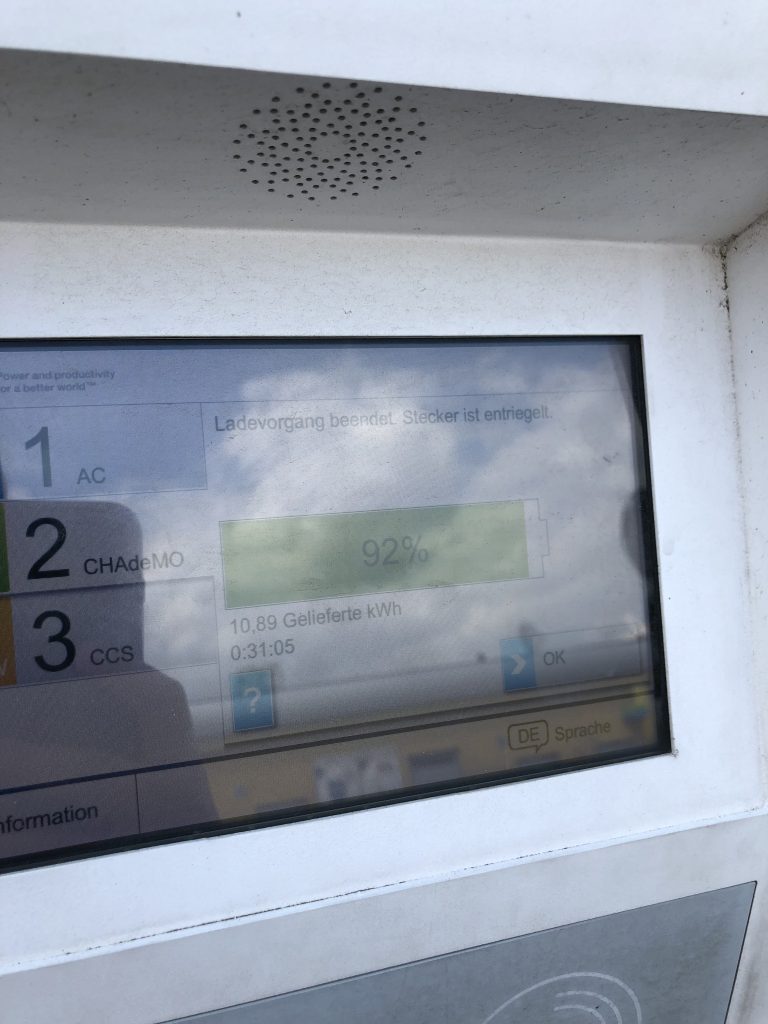 Power and productivity
for a better world™
Ladevorgang beendet. Stecker ist entriegelt.
1 AC
2 CHAdeMO
3 CCS
92%
10,89 Gelieferte kWh
0:31:05
?
OK
DE Sprache
nformation